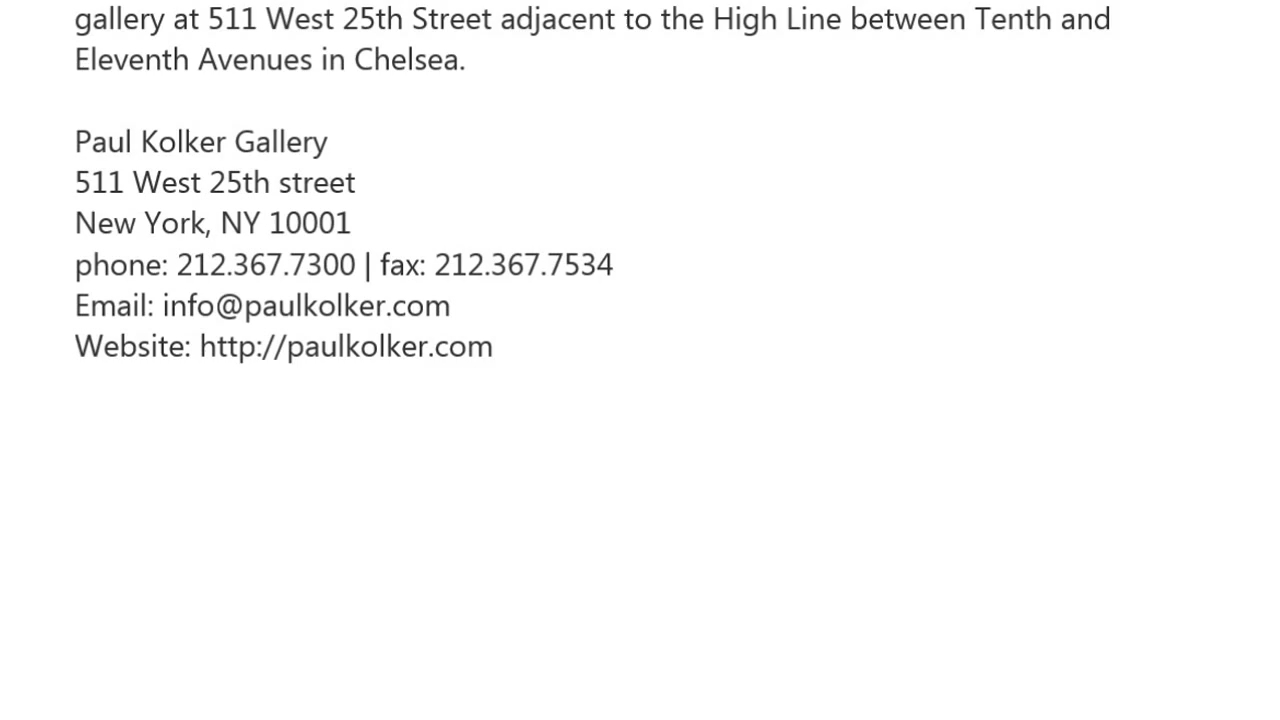 gallery at 511 West 25th Street adjacent to the High Line between Tenth and
Eleventh Avenues in Chelsea.
Paul Kolker Gallery
511 West 25th street
New York, NY 10001
phone: 212.367.7300 | fax: 212.367.7534
Email: info@paulkolker.com
Website: http://paulkolker.com